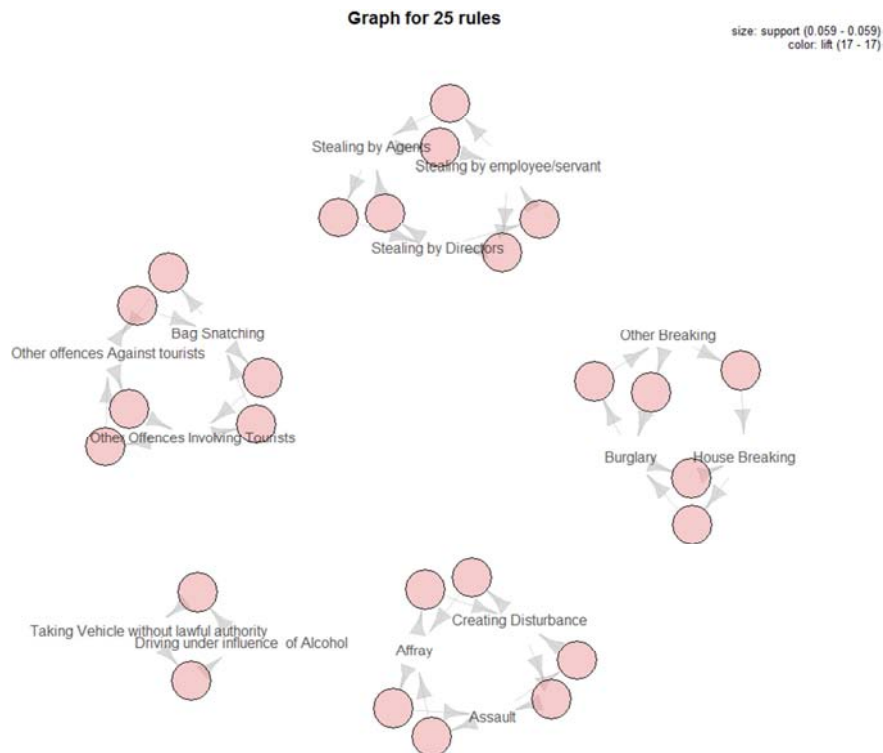 Graph for 25 rules
size: support (0.059 - 0.059)
color: lift (17 - 17)
Stealing by Agents
Stealing by employee/servant
Stealing by Directors
Bag Snatching
Other offences Against tourists
Other Offences Involving Tourists
Other Breaking
Burglary
House Breaking
Taking Vehicle without lawful authority
Driving under influence of Alcohol
Creating Disturbance
Affray
Assault